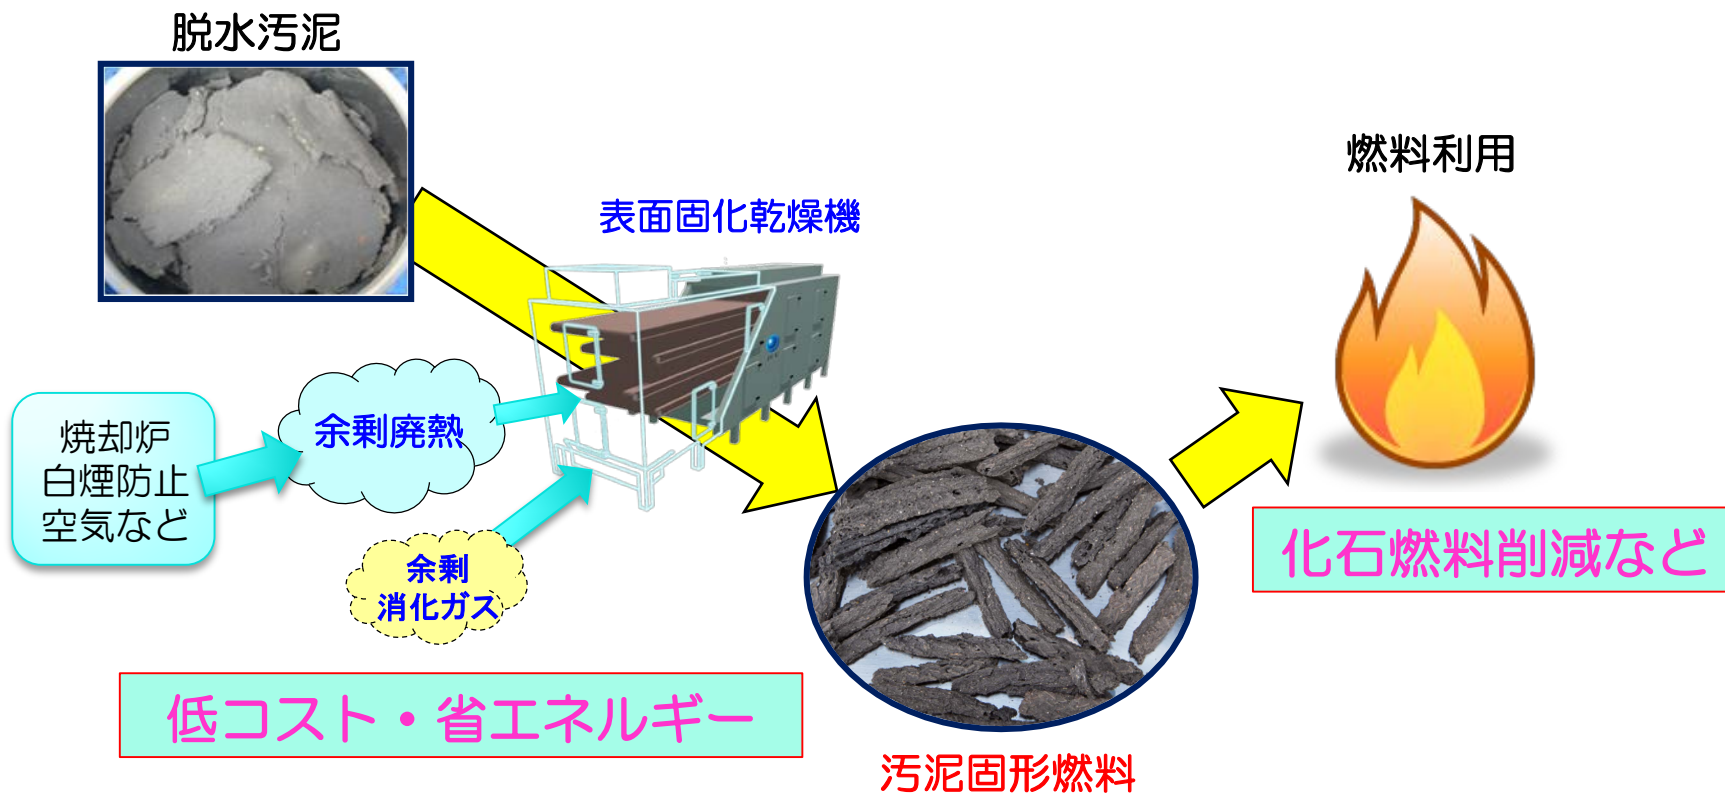 脱水汚泥
燃料利用
表面固化乾燥機
焼却炉
白煙防止
空気など
余剰廃熱
余剰
消化ガス
化石燃料削減など
低コスト・省エネルギー
汚泥固形燃料